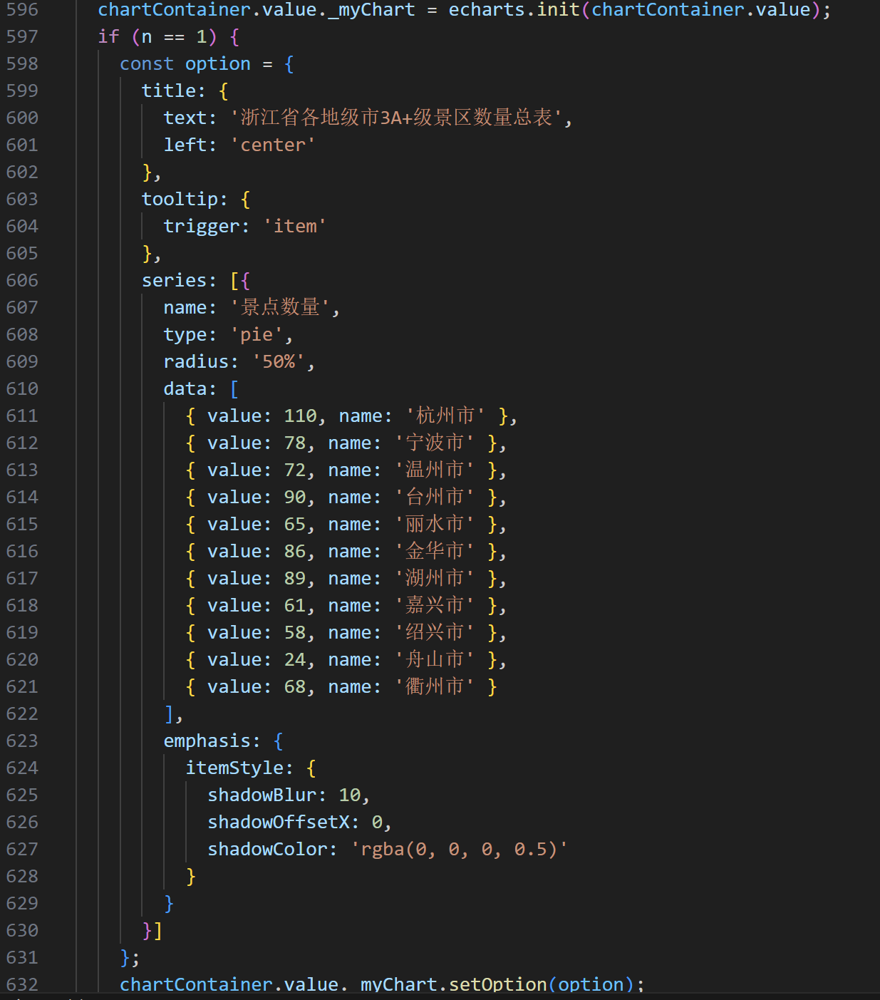 596 chartContainer.value._myChart = echarts.init(chartContainer.value);
597 if (n == 1) {
598 const option = {
599 title: {
600 text: '浙江省各地级市3A+级景区数量总表',
601 left: 'center'
602 },
603 tooltip: {
604 trigger: 'item'
605 },
606 series: [{
607 name: '景点数量',
608 type: 'pie',
609 radius: '50%',
610 data: [
611 { value: 110, name: '杭州市' },
612 { value: 78, name: '宁波市' },
613 { value: 72, name: '温州市' },
614 { value: 90, name: '台州市' },
615 { value: 65, name: '丽水市' },
616 { value: 86, name: '金华市' },
617 { value: 89, name: '湖州市' },
618 { value: 61, name: '嘉兴市' },
619 { value: 58, name: '绍兴市' },
620 { value: 24, name: '舟山市' },
621 { value: 68, name: '衢州市' }
622 ],
623 emphasis: {
624 itemStyle: {
625 shadowBlur: 10,
626 shadowOffsetX: 0,
627 shadowColor: 'rgba(0, 0, 0, 0.5)'
628 }
629 }
630 }]
631 };
632 chartContainer.value._myChart.setOption(option);